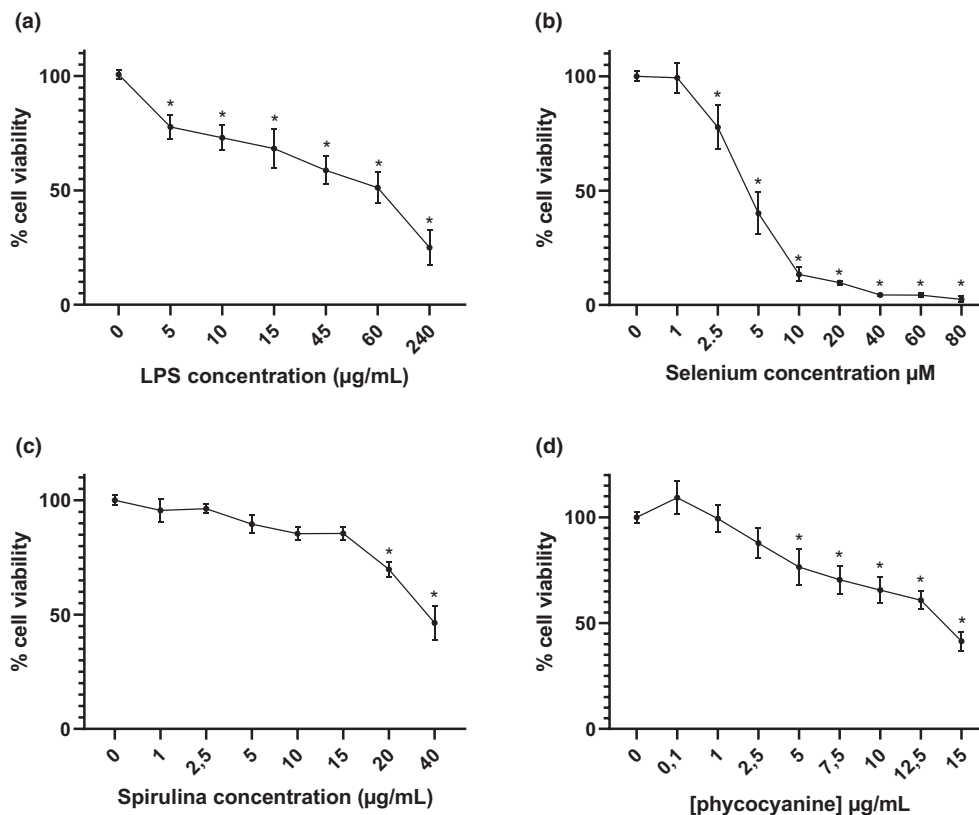 (a)
% cell viability
100
50
0
* * * * * *
0 5 10 15 45 60 240
LPS concentration (µg/mL)
(b)
% cell viability
100
50
0
* * * * * * *
0 1 2.5 5 10 20 40 60 80
Selenium concentration µM
(c)
% cell viability
100
50
0
* *
0 1 2,5 5 10 15 20 40
Spirulina concentration (µg/mL)
(d)
% cell viability
100
50
0
* * * * *
0 0,1 1 2,5 5 7,5 10 12,5 15
[phycocyanine] µg/mL